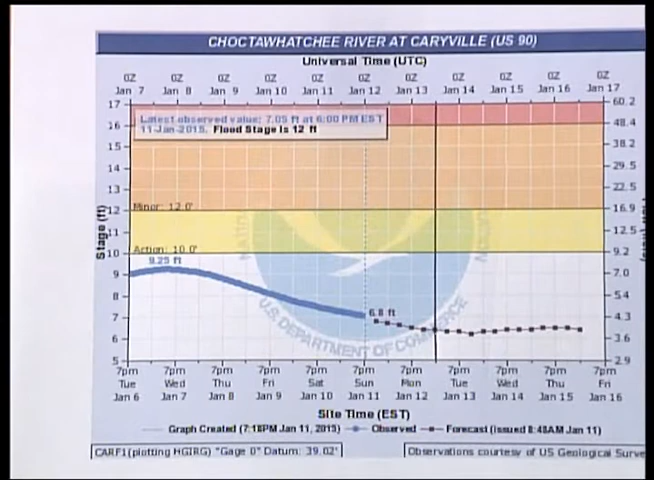 CHOCTAWHATCHEE RIVER AT CARYVILLE (US 90)
Universal Time (UTC)
0Z 0Z 0Z 0Z 0Z 0Z 0Z 0Z 0Z 0Z 0Z
Jan 7 Jan 8 Jan 9 Jan 10 Jan 11 Jan 12 Jan 13 Jan 14 Jan 15 Jan 16 Jan 17
Latest observed value: 7.05 ft at 6:00 PM EST
11-Jan-2015. Flood Stage is 12 ft
17 60.2
16 48.4
15 38.2
14 29.5
13 22.5
Minor: 12.0'
12 16.9
11 12.5
Action: 10.0'
10 9.2
9.25 ft
9 7.0
8 5.4
6.8 ft
7 4.3
6 3.6
5 2.9
Stage (ft)
U.S. DEPARTMENT OF COMMERCE
7pm 7pm 7pm 7pm 7pm 7pm 7pm 7pm 7pm 7pm 7pm
Tue Wed Thu Fri Sat Sun Mon Tue Wed Thu Fri
Jan 6 Jan 7 Jan 8 Jan 9 Jan 10 Jan 11 Jan 12 Jan 13 Jan 14 Jan 15 Jan 16
Site Time (EST)
Graph Created (7:18PM Jan 11, 2015) Observed Forecast (issued 8:48AM Jan 11)
CARF1(plotting HGIRG) "Gage 0" Datum: 39.02' Observations courtesy of US Geological Surve